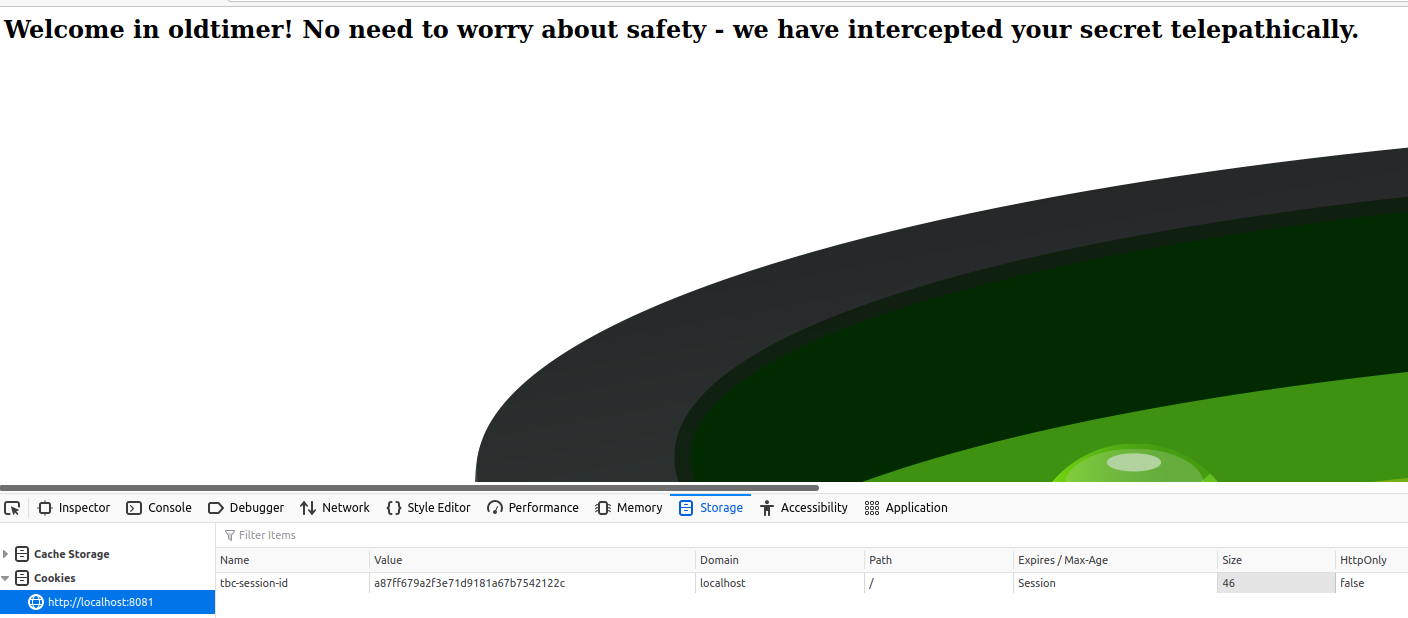 Welcome in oldtimer! No need to worry about safety - we have intercepted your secret telepathically.
Inspector Console Debugger Network Style Editor Performance Memory Storage Accessibility Application
Filter Items
Cache Storage
Cookies
http://localhost:8081
Name Value Domain Path Expires / Max-Age Size HttpOnly
tbc-session-id a87ff679a2f3e71d9181a67b7542122c localhost / Session 46 false